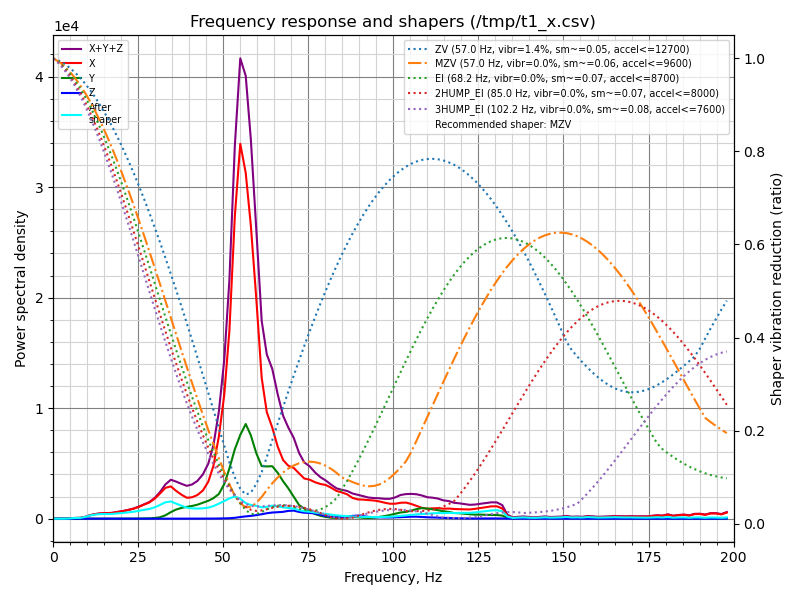 Frequency response and shapers (/tmp/t1_x.csv)
1e4
X+Y+Z
X
Y
Z
After
shaper
ZV (57.0 Hz, vibr=1.4%, sm~=0.05, accel<=12700)
MZV (57.0 Hz, vibr=0.0%, sm~=0.06, accel<=9600)
EI (68.2 Hz, vibr=0.0%, sm~=0.07, accel<=8700)
2HUMP_EI (85.0 Hz, vibr=0.0%, sm~=0.07, accel<=8000)
3HUMP_EI (102.2 Hz, vibr=0.0%, sm~=0.08, accel<=7600)
Recommended shaper: MZV
Power spectral density
4
3
2
1
0
1.0
0.8
0.6
0.4
0.2
0.0
Shaper vibration reduction (ratio)
0 25 50 75 100 125 150 175 200
Frequency, Hz